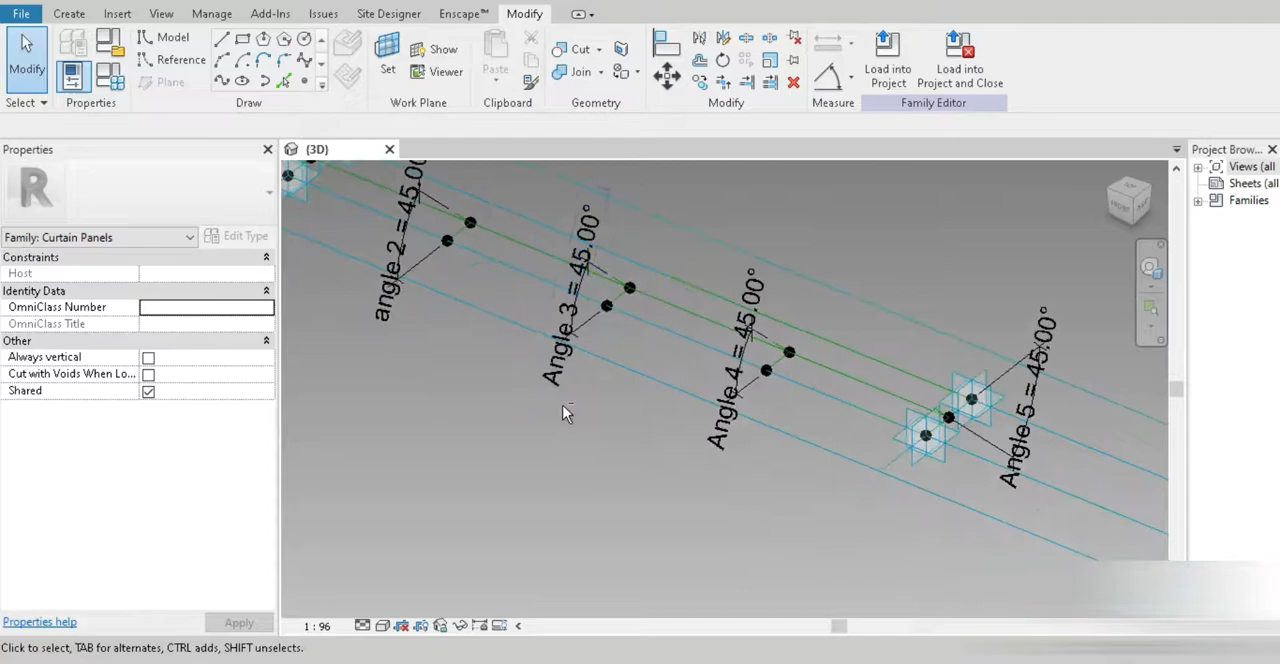 File Create Insert View Manage Add-Ins Issues Site Designer Enscape™ Modify
Modify
Select
Properties
Model
Reference
Plane
Draw
Set
Show
Viewer
Work Plane
Paste
Clipboard
Cut
Join
Geometry
Modify
Measure
Load into
Project
Load into
Project and Close
Family Editor
Properties
{3D}
Project Brow...
R
Family: Curtain Panels
Edit Type
Constraints
Host
Identity Data
OmniClass Number
OmniClass Title
Other
Always vertical
Cut with Voids When Lo...
Shared
angle 2 = 45.00
Angle 3 = 45.00°
Angle 4 = 45.00°
Angle 5 = 45.00°
TOP
FRONT
Views (all
Sheets (all
Families
Properties help
Apply
1 : 96
Click to select, TAB for alternates, CTRL adds, SHIFT unselects.